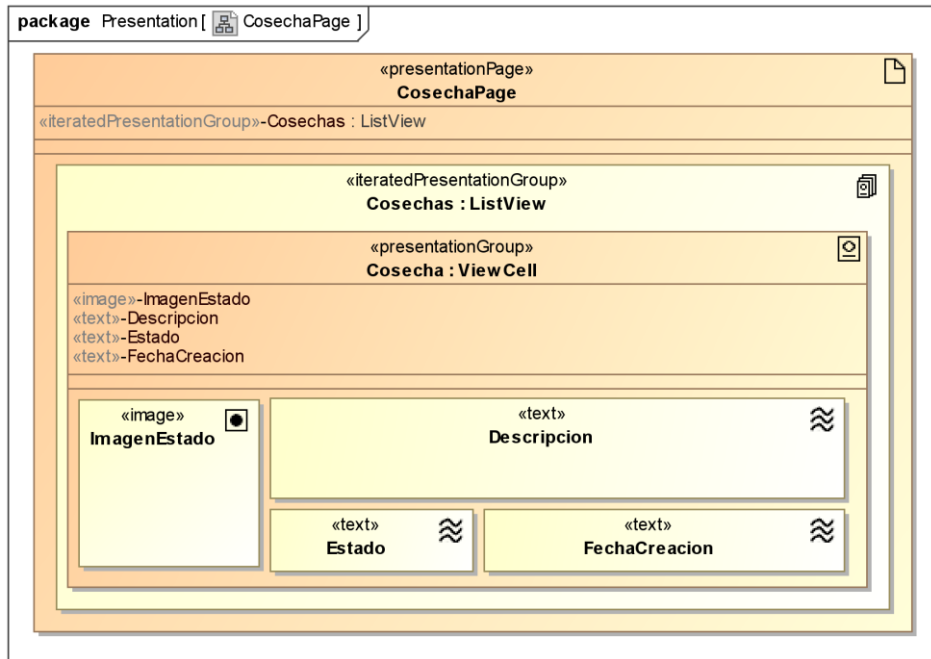 package Presentation [ CosechaPage ]
«presentationPage»
CosechaPage
«iteratedPresentationGroup»-Cosechas : ListView
«iteratedPresentationGroup»
Cosechas : ListView
«presentationGroup»
Cosecha : ViewCell
«image»-ImagenEstado
«text»-Descripcion
«text»-Estado
«text»-FechaCreacion
«image»
ImagenEstado
«text»
Descripcion
«text»
Estado
«text»
FechaCreacion